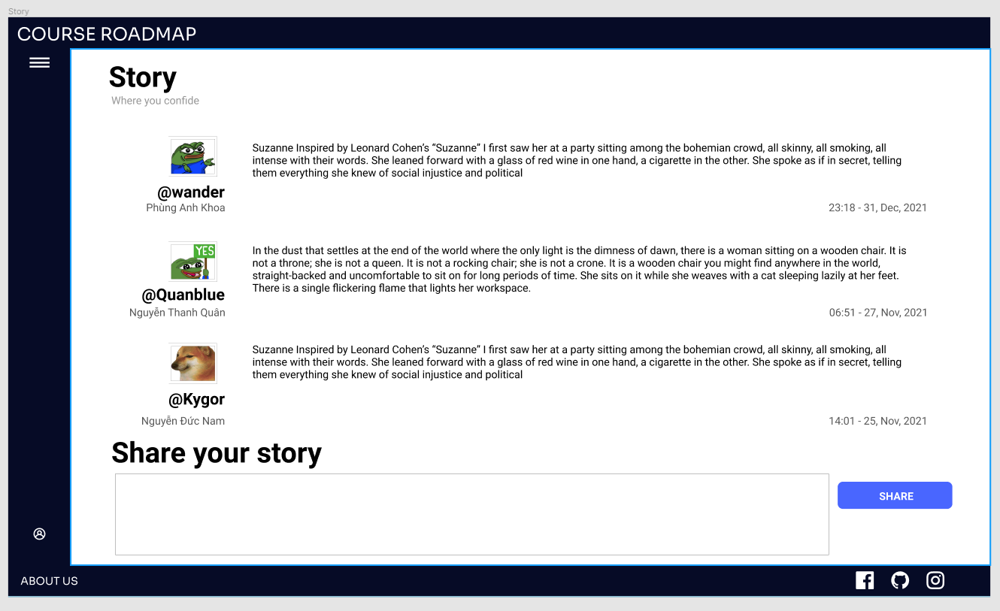 Story
COURSE ROADMAP
Story
Where you confide
Suzanne Inspired by Leonard Cohen’s “Suzanne” I first saw her at a party sitting among the bohemian crowd, all skinny, all smoking, all
intense with their words. She leaned forward with a glass of red wine in one hand, a cigarette in the other. She spoke as if in secret, telling
them everything she knew of social injustice and political
@wander
Phùng Anh Khoa
23:18 - 31, Dec, 2021
YES
In the dust that settles at the end of the world where the only light is the dimness of dawn, there is a woman sitting on a wooden chair. It is
not a throne; she is not a queen. It is not a rocking chair; she is not a crone. It is a wooden chair you might find anywhere in the world,
straight-backed and uncomfortable to sit on for long periods of time. She sits on it while she weaves with a cat sleeping lazily at her feet.
There is a single flickering flame that lights her workspace.
@Quanblue
Nguyễn Thanh Quân
06:51 - 27, Nov, 2021
Suzanne Inspired by Leonard Cohen’s “Suzanne” I first saw her at a party sitting among the bohemian crowd, all skinny, all smoking, all
intense with their words. She leaned forward with a glass of red wine in one hand, a cigarette in the other. She spoke as if in secret, telling
them everything she knew of social injustice and political
@Kygor
Nguyễn Đức Nam
14:01 - 25, Nov, 2021
Share your story
SHARE
ABOUT US